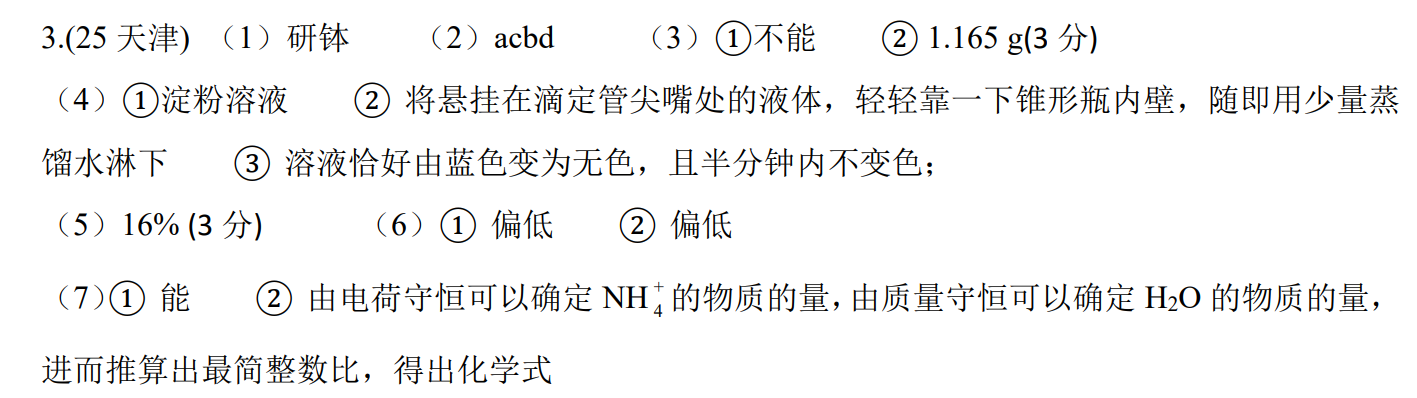 3.(25 天津) （1）研钵 （2）acbd （3）①不能 ② 1.165 g(3 分)
（4）①淀粉溶液 ② 将悬挂在滴定管尖嘴处的液体，轻轻靠一下锥形瓶内壁，随即用少量蒸
馏水淋下 ③ 溶液恰好由蓝色变为无色，且半分钟内不变色；
（5）16% (3 分) （6）① 偏低 ② 偏低
（7）① 能 ② 由电荷守恒可以确定 NH₄⁺ 的物质的量，由质量守恒可以确定 H₂O 的物质的量，
进而推算出最简整数比，得出化学式